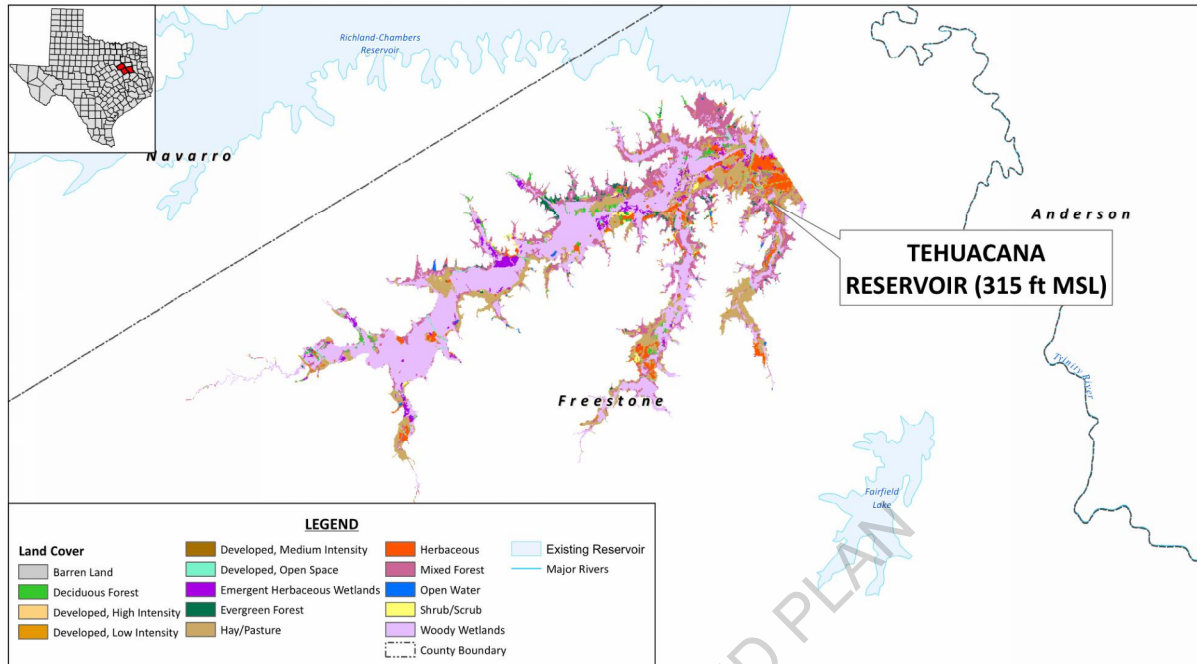 Richland-Chambers
Reservoir
Navarro
Anderson
TEHUACANA
RESERVOIR (315 ft MSL)
Trinity River
Freestone
Fairfield
Lake
LEGEND
Land Cover
Barren Land
Deciduous Forest
Developed, High Intensity
Developed, Low Intensity
Developed, Medium Intensity
Developed, Open Space
Emergent Herbaceous Wetlands
Evergreen Forest
Hay/Pasture
Herbaceous
Mixed Forest
Open Water
Shrub/Scrub
Woody Wetlands
County Boundary
Existing Reservoir
Major Rivers
D PLAN